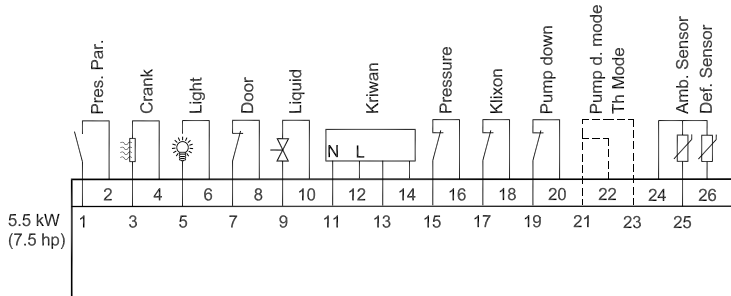 Pres. Par.
Crank
Light
Door
Liquid
Kriwan
Pressure
Klixon
Pump down
Pump d. mode
Th Mode
Amb. Sensor
Def. Sensor
N L
2 4 6 8 10 12 14 16 18 20 22 24 26
5.5 kW
(7.5 hp)
1 3 5 7 9 11 13 15 17 19 21 23 25